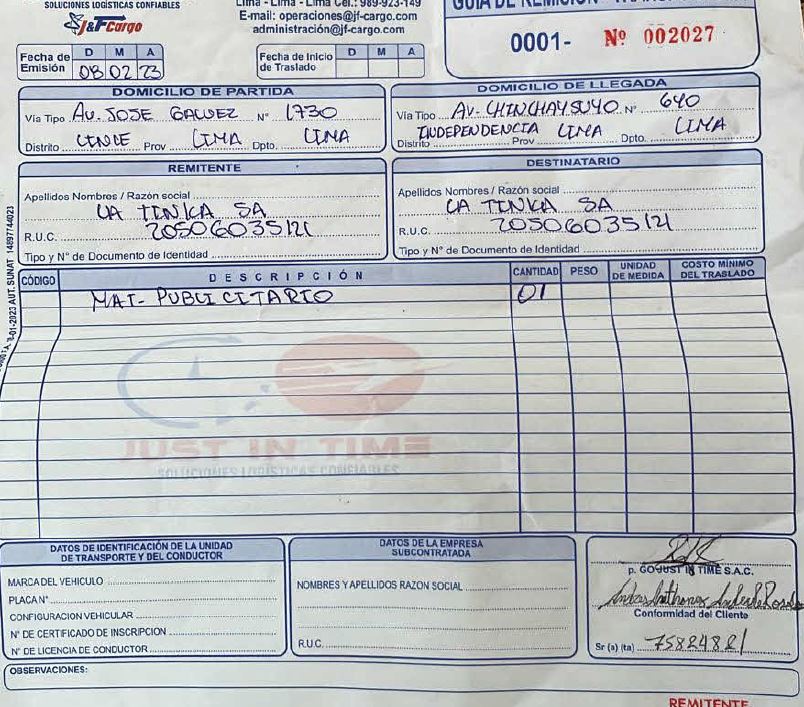 SOLUCIONES LOGÍSTICAS CONFIABLES
J&F Cargo
Lima - Lima - Lima Cel.: 989-923-149
E-mail: operaciones@jf-cargo.com
administración@jf-cargo.com
GUÍA DE REMISIÓN
0001- Nº 002027
Fecha de Emisión D M A
08 02 23
Fecha de Inicio de Traslado D M A
DOMICILIO DE PARTIDA
Vía Tipo AV. JOSE GALVEZ N° 1730
Distrito LINCE Prov LIMA Dpto. LIMA
DOMICILIO DE LLEGADA
Vía Tipo AV. CHINCHAYSUYO N° 640
Distrito INDEPENDENCIA Prov LIMA Dpto. LIMA
REMITENTE
Apellidos Nombres / Razón social
LA TINKA SA
R.U.C. 20506035121
Tipo y N° de Documento de Identidad
DESTINATARIO
Apellidos Nombres / Razón social
LA TINKA SA
R.U.C. 20506035121
Tipo y N° de Documento de Identidad
CÓDIGO DESCRIPCIÓN CANTIDAD PESO UNIDAD DE MEDIDA COSTO MÍNIMO DEL TRASLADO
MAT- PUBLICITARIO 01
JUST IN TIME
SOLUCIONES LOGÍSTICAS CONFIABLES
-01-2023 AUT. SUNAT 14897744023
DATOS DE IDENTIFICACIÓN DE LA UNIDAD
DE TRANSPORTE Y DEL CONDUCTOR
MARCA DEL VEHICULO
PLACA N°
CONFIGURACION VEHICULAR
N° DE CERTIFICADO DE INSCRIPCION
N° DE LICENCIA DE CONDUCTOR
DATOS DE LA EMPRESA
SUBCONTRATADA
NOMBRES Y APELLIDOS RAZON SOCIAL
R.U.C.
p. GO JUST IN TIME S.A.C.
Conformidad del Cliente
Sr (a) (ta) 75824821
OBSERVACIONES:
REMITENTE